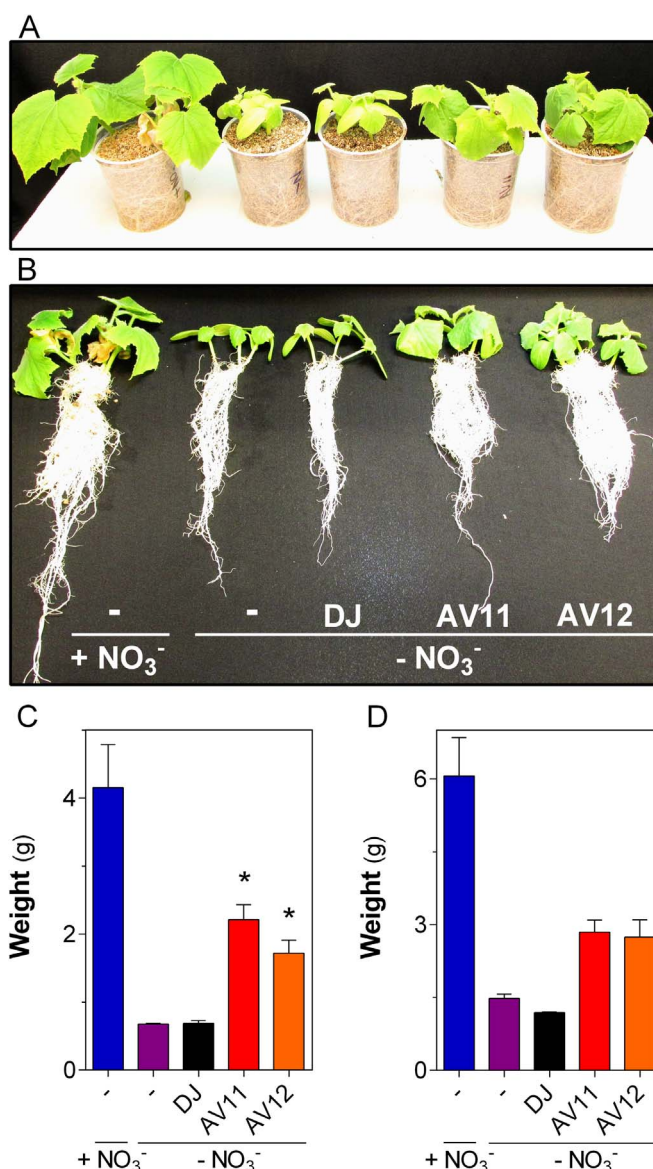 A
B
- - DJ AV11 AV12
+ NO₃⁻ - NO₃⁻
C D
Weight (g) Weight (g)
4 6
2 3
0 0
- - DJ AV11 AV12 - - DJ AV11 AV12
* *
+ NO₃⁻ - NO₃⁻ + NO₃⁻ - NO₃⁻